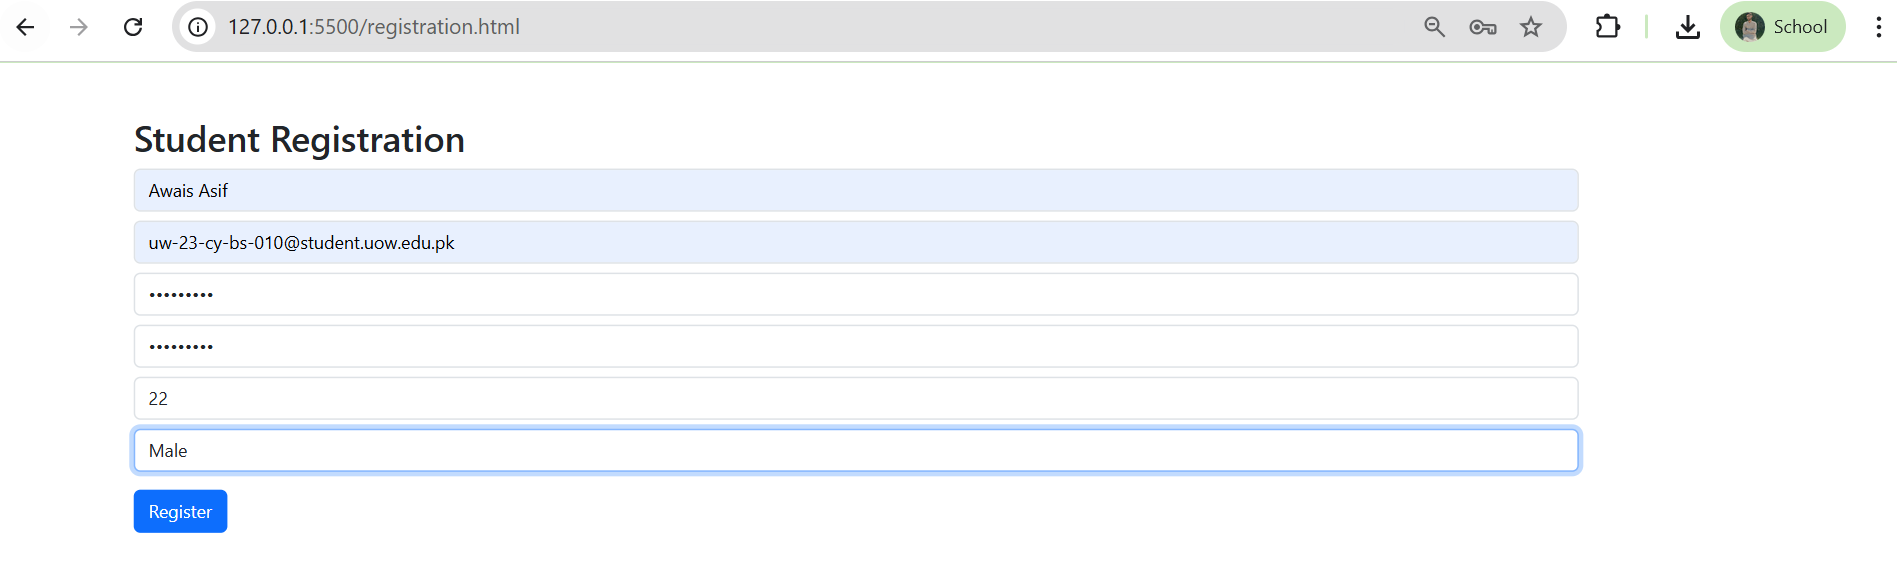 127.0.0.1:5500/registration.html
School
Student Registration
Awais Asif
uw-23-cy-bs-010@student.uow.edu.pk
•••••••••
•••••••••
22
Male
Register